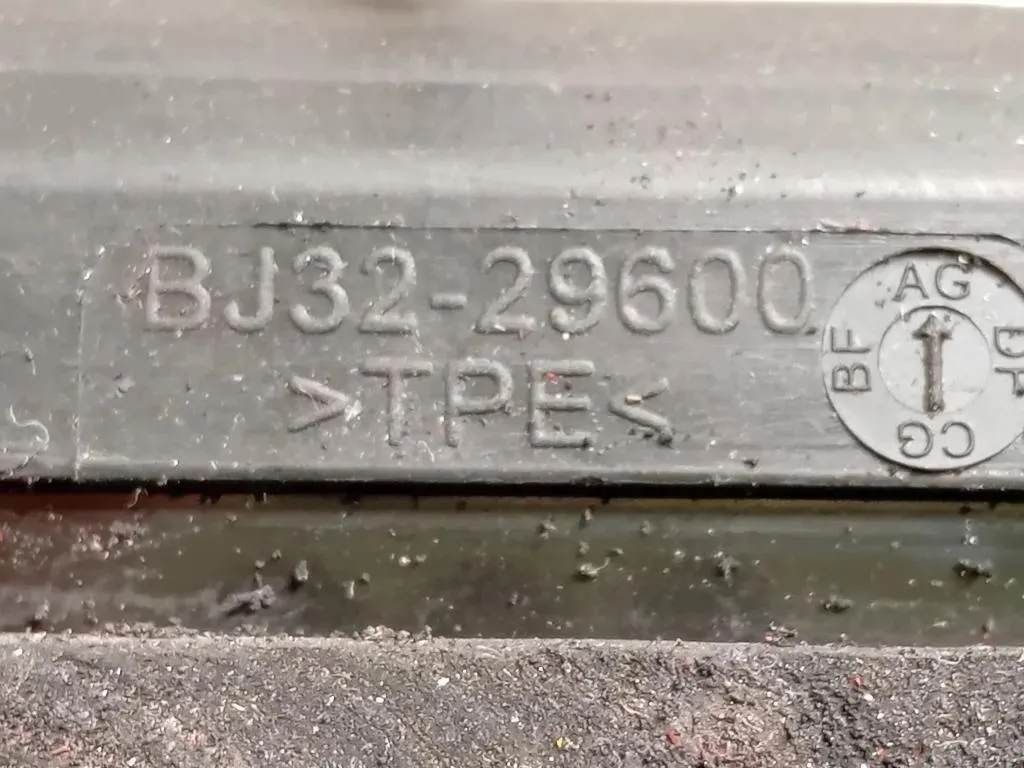 BJ32-29600
>TPE<
AG
BF
CG